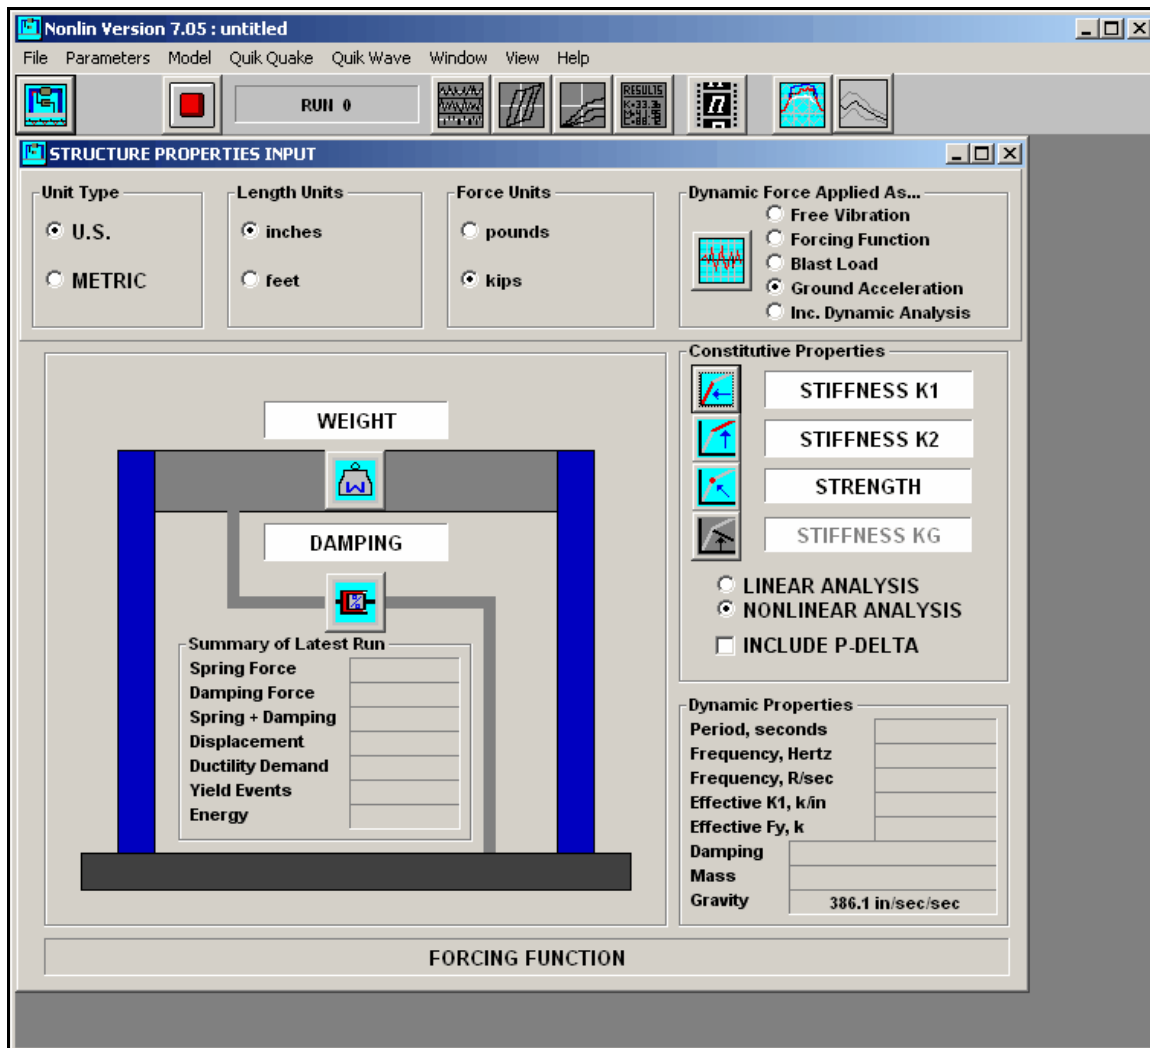 Nonlin Version 7.05 : untitled
File Parameters Model Quik Quake Quik Wave Window View Help
RUN 0
RESULTS
STRUCTURE PROPERTIES INPUT
Unit Type
U.S.
METRIC
Length Units
inches
feet
Force Units
pounds
kips
Dynamic Force Applied As...
Free Vibration
Forcing Function
Blast Load
Ground Acceleration
Inc. Dynamic Analysis
WEIGHT
W
DAMPING
%
Summary of Latest Run
Spring Force
Damping Force
Spring + Damping
Displacement
Ductility Demand
Yield Events
Energy
Constitutive Properties
STIFFNESS K1
STIFFNESS K2
STRENGTH
STIFFNESS KG
LINEAR ANALYSIS
NONLINEAR ANALYSIS
INCLUDE P-DELTA
Dynamic Properties
Period, seconds
Frequency, Hertz
Frequency, R/sec
Effective K1, k/in
Effective Fy, k
Damping
Mass
Gravity 386.1 in/sec/sec
FORCING FUNCTION